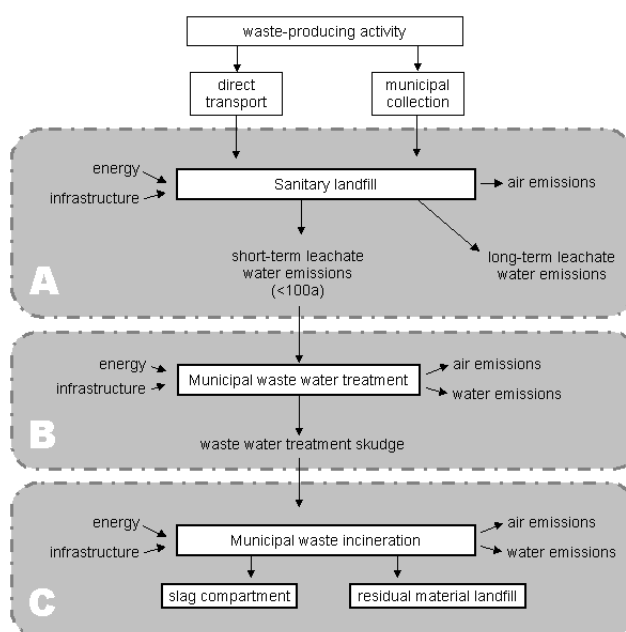 waste-producing activity
direct
transport
municipal
collection
energy
infrastructure
Sanitary landfill
air emissions
short-term leachate
water emissions
(<100a)
long-term leachate
water emissions
A
energy
infrastructure
Municipal waste water treatment
air emissions
water emissions
waste water treatment skudge
B
energy
infrastructure
Municipal waste incineration
air emissions
water emissions
slag compartment
residual material landfill
C